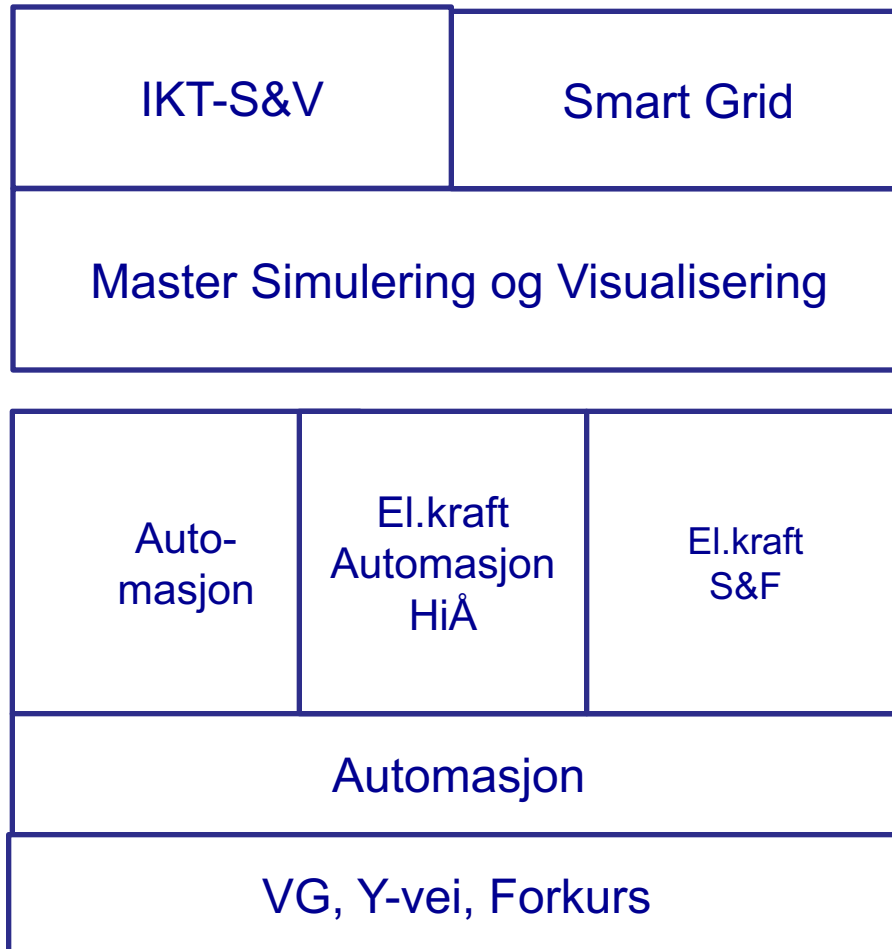 IKT-S&V
Smart Grid
Master Simulering og Visualisering
Auto-
masjon
El.kraft
Automasjon
HiÅ
El.kraft
S&F
Automasjon
VG, Y-vei, Forkurs